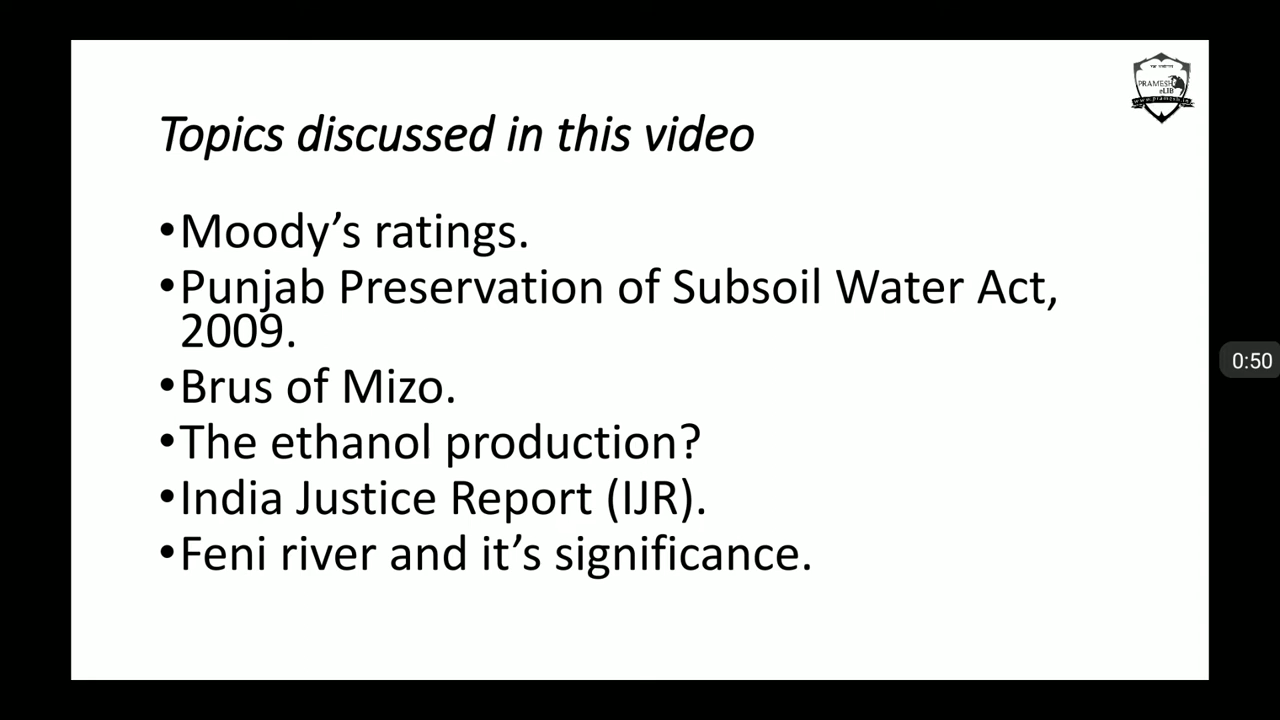 PRAMESH
eLIB
Topics discussed in this video
•Moody’s ratings.
•Punjab Preservation of Subsoil Water Act,
2009.
•Brus of Mizo.
0:50
•The ethanol production?
•India Justice Report (IJR).
•Feni river and it’s significance.